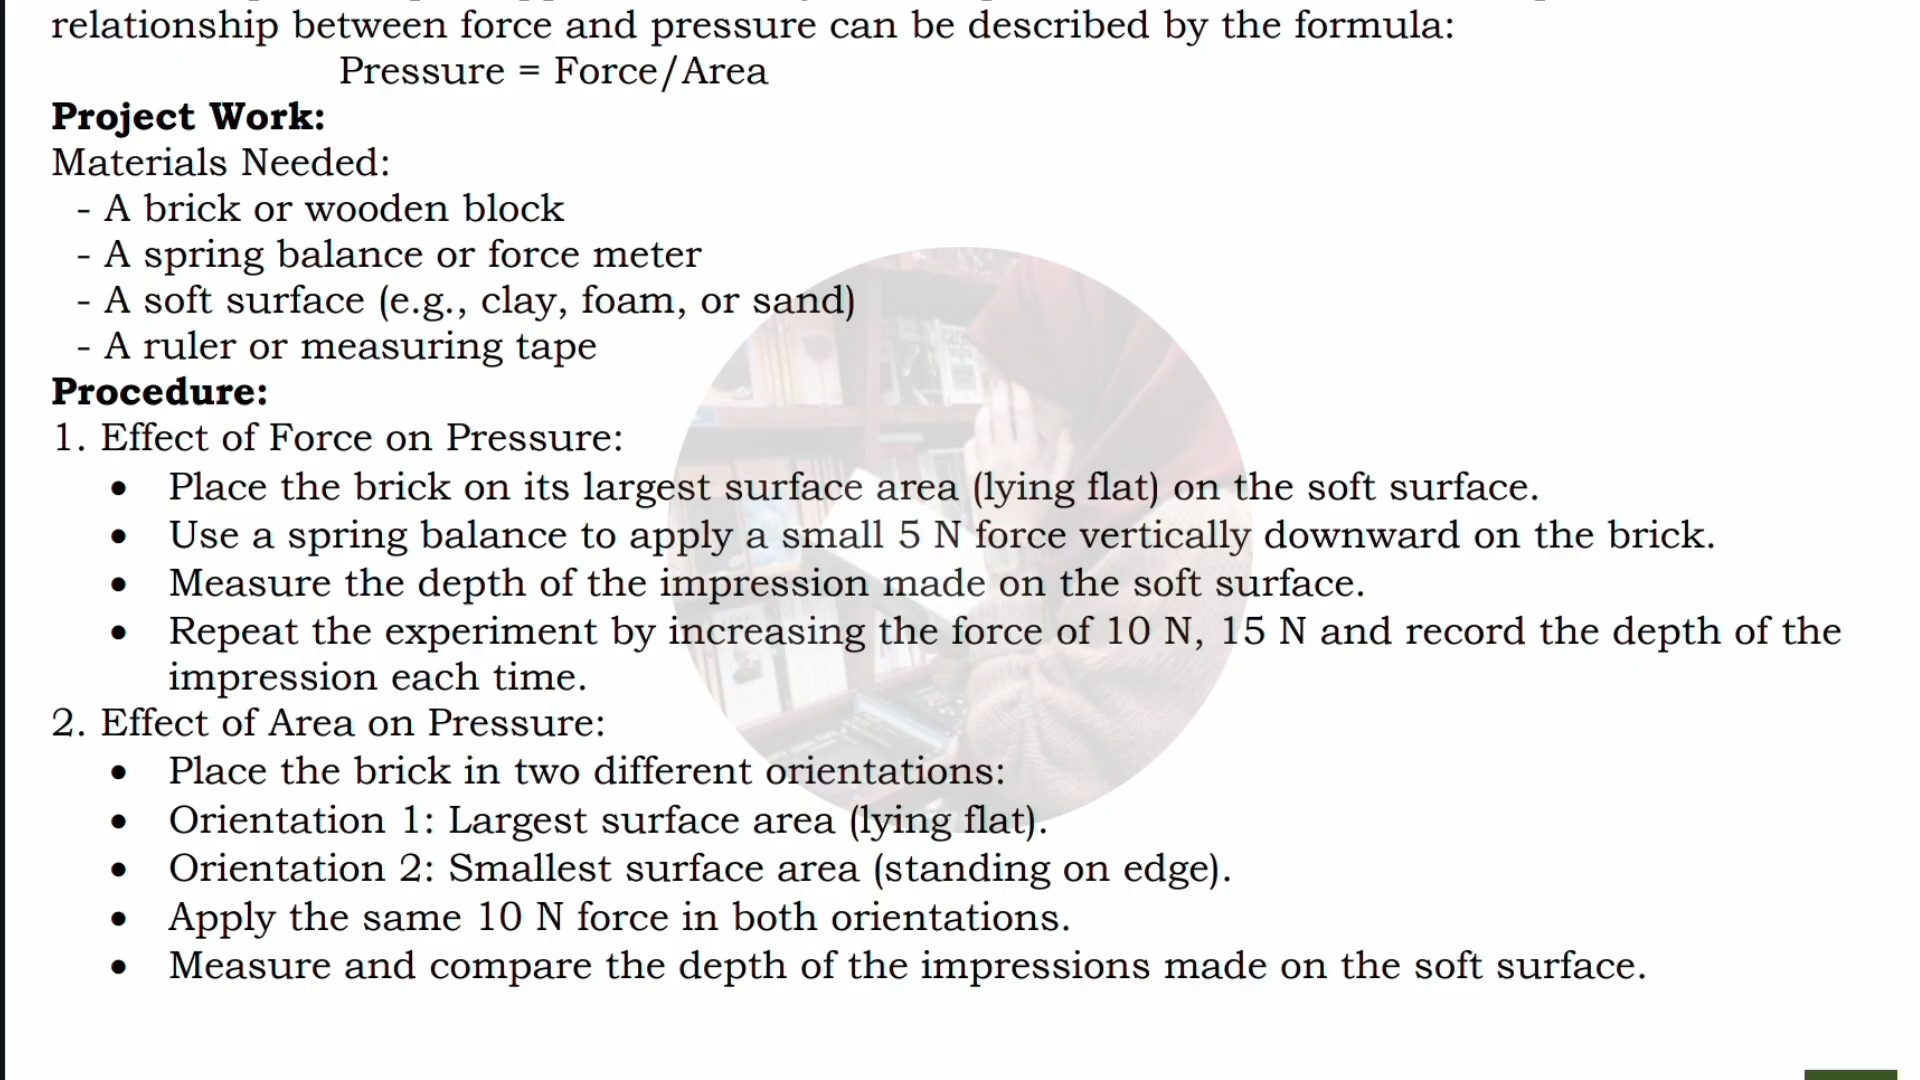 relationship between force and pressure can be described by the formula:
Pressure = Force/Area
Project Work:
Materials Needed:
- A brick or wooden block
- A spring balance or force meter
- A soft surface (e.g., clay, foam, or sand)
- A ruler or measuring tape
Procedure:
1. Effect of Force on Pressure:
• Place the brick on its largest surface area (lying flat) on the soft surface.
• Use a spring balance to apply a small 5 N force vertically downward on the brick.
• Measure the depth of the impression made on the soft surface.
• Repeat the experiment by increasing the force of 10 N, 15 N and record the depth of the
impression each time.
2. Effect of Area on Pressure:
• Place the brick in two different orientations:
• Orientation 1: Largest surface area (lying flat).
• Orientation 2: Smallest surface area (standing on edge).
• Apply the same 10 N force in both orientations.
• Measure and compare the depth of the impressions made on the soft surface.